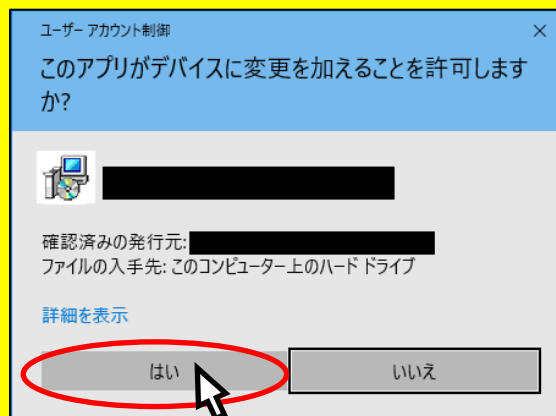 ユーザー アカウント制御
このアプリがデバイスに変更を加えることを許可します
か?
確認済みの発行元:
ファイルの入手先: このコンピューター上のハード ドライブ
詳細を表示
はい
いいえ